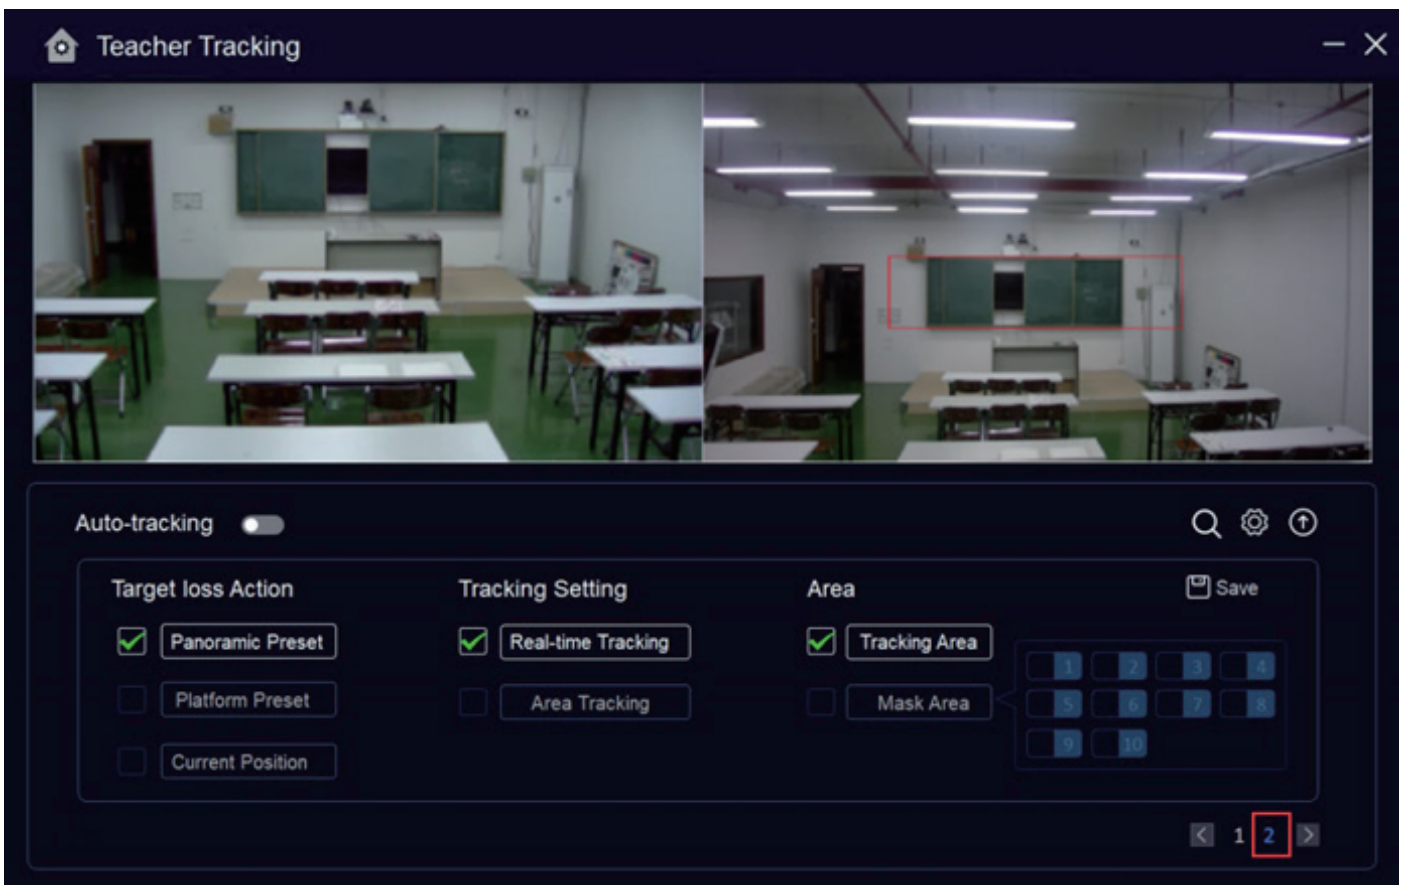 Teacher Tracking
Auto-tracking
Target loss Action Tracking Setting Area Save
Panoramic Preset Real-time Tracking Tracking Area
Platform Preset Area Tracking Mask Area
Current Position
1 2 3 4
5 6 7 8
9 10
1 2